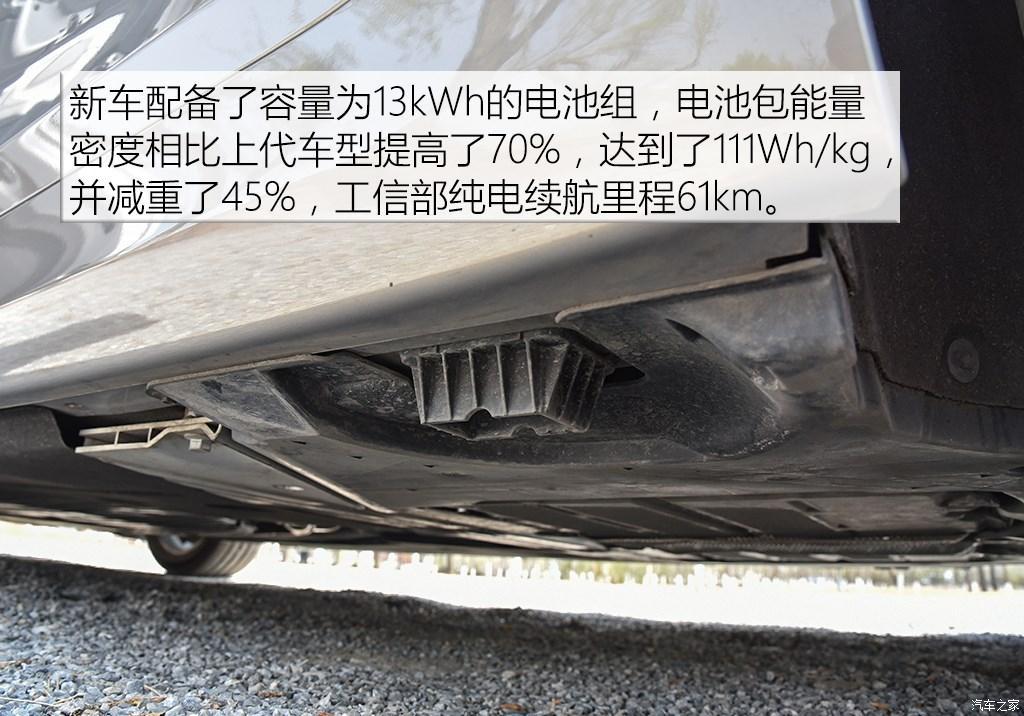 新车配备了容量为13kWh的电池组，电池包能量
密度相比上代车型提高了70%，达到了111Wh/kg，
并减重了45%，工信部纯电续航里程61km。
汽车之家